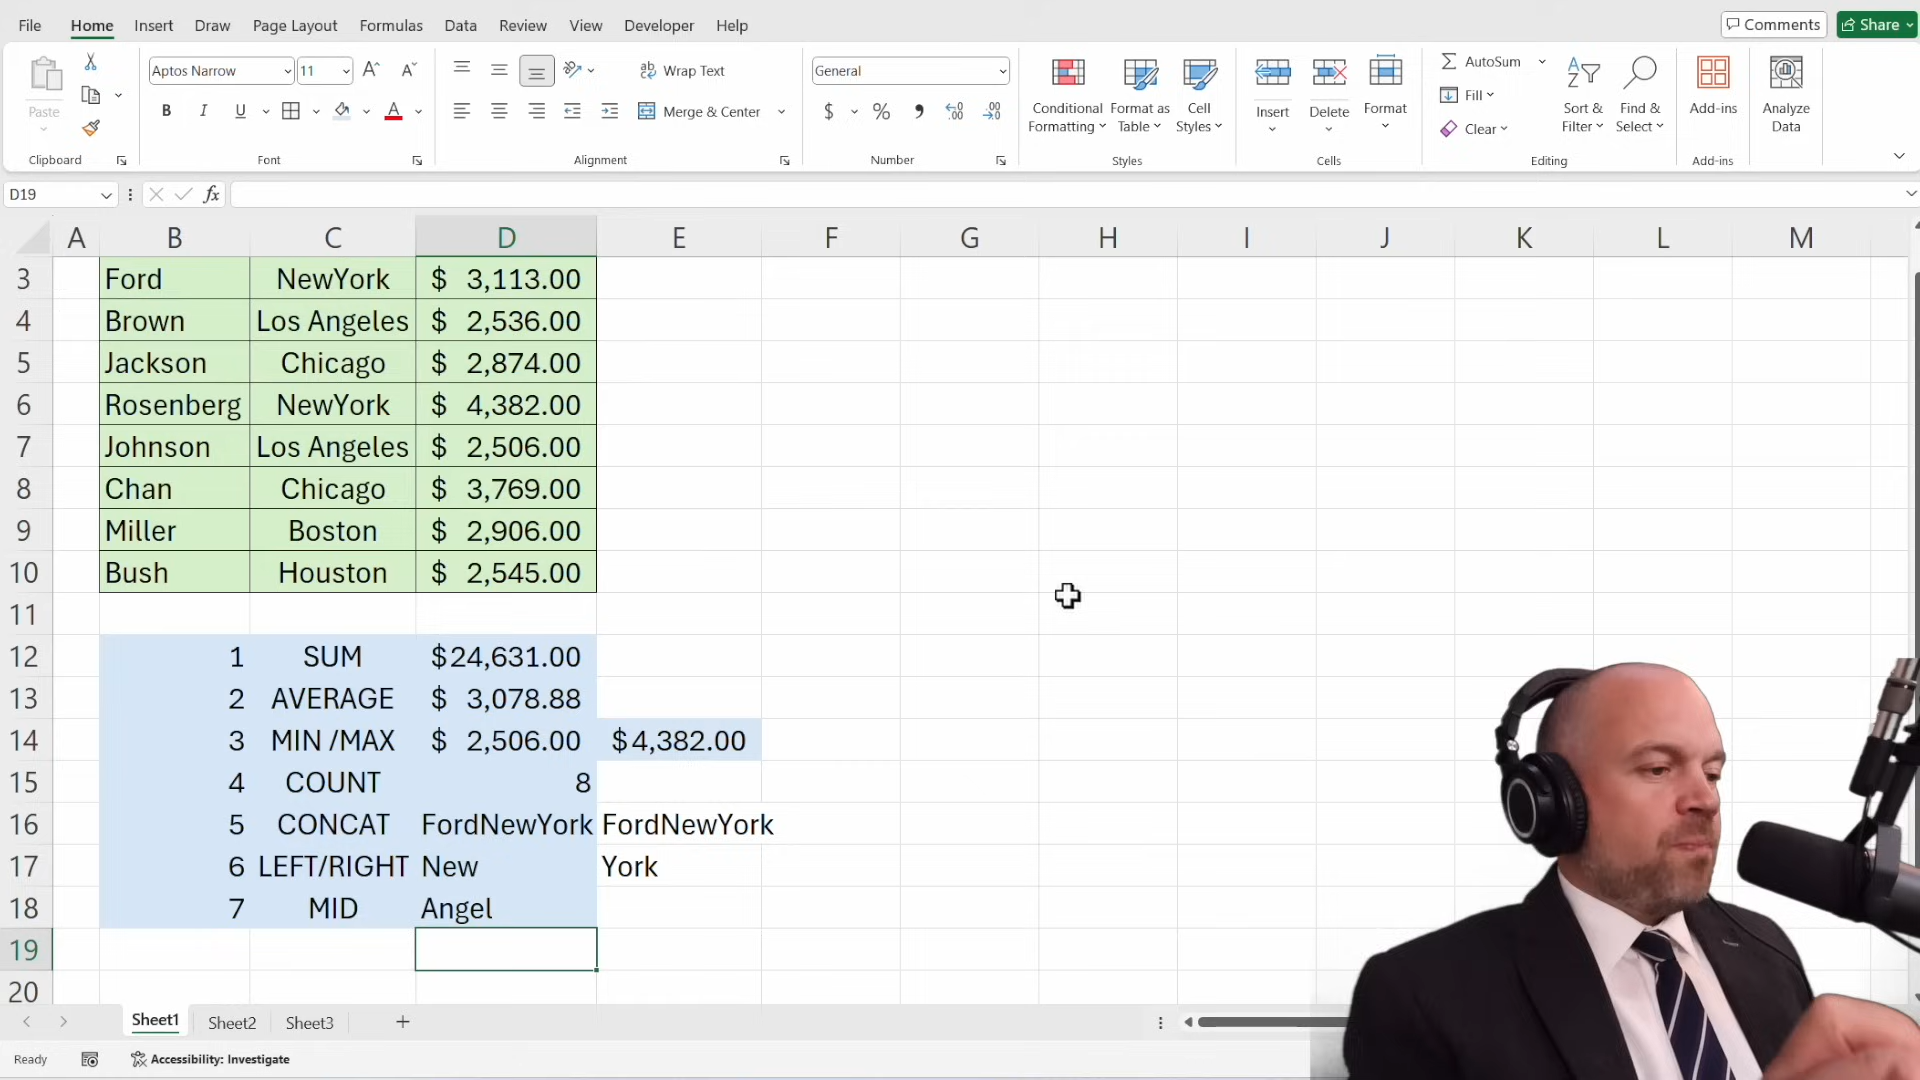 File Home Insert Draw Page Layout Formulas Data Review View Developer Help Comments Share
Paste
Clipboard
Aptos Narrow 11
B I U A
Font
Wrap Text
Merge & Center
Alignment
General
$ % ,
Number
Conditional Formatting
Format as Table
Cell Styles
Styles
Insert
Delete
Format
Cells
AutoSum
Fill
Clear
Sort & Filter
Find & Select
Editing
Add-ins
Add-ins
Analyze Data
D19 fx
A B C D E F G H I J K L M
3 Ford NewYork $ 3,113.00
4 Brown Los Angeles $ 2,536.00
5 Jackson Chicago $ 2,874.00
6 Rosenberg NewYork $ 4,382.00
7 Johnson Los Angeles $ 2,506.00
8 Chan Chicago $ 3,769.00
9 Miller Boston $ 2,906.00
10 Bush Houston $ 2,545.00
11
12 1 SUM $24,631.00
13 2 AVERAGE $ 3,078.88
14 3 MIN /MAX $ 2,506.00 $4,382.00
15 4 COUNT 8
16 5 CONCAT FordNewYork FordNewYork
17 6 LEFT/RIGHT New York
18 7 MID Angel
19
20
Sheet1 Sheet2 Sheet3
Ready Accessibility: Investigate